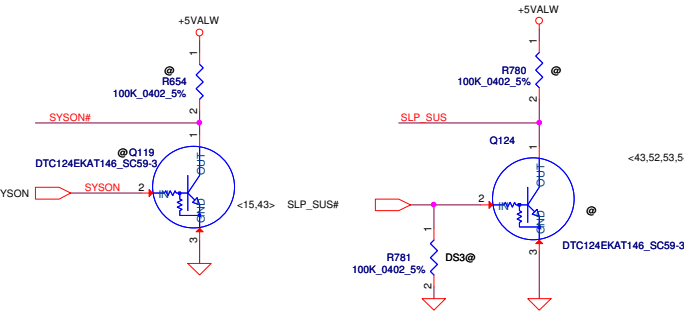 +5VALW
+5VALW
1
@
R654
100K_0402_5%
2
1
R780
@
100K_0402_5%
2
SYSON#
SLP_SUS
1
@Q119
DTC124EKAT146_SC59-3
OUT
IN
GND
2
3
YSON
SYSON
Q124
1
OUT
IN
GND
2
3
@
DTC124EKAT146_SC59-3
<43,52,53,5
<15,43>
SLP_SUS#
1
R781
DS3@
100K_0402_5%
2